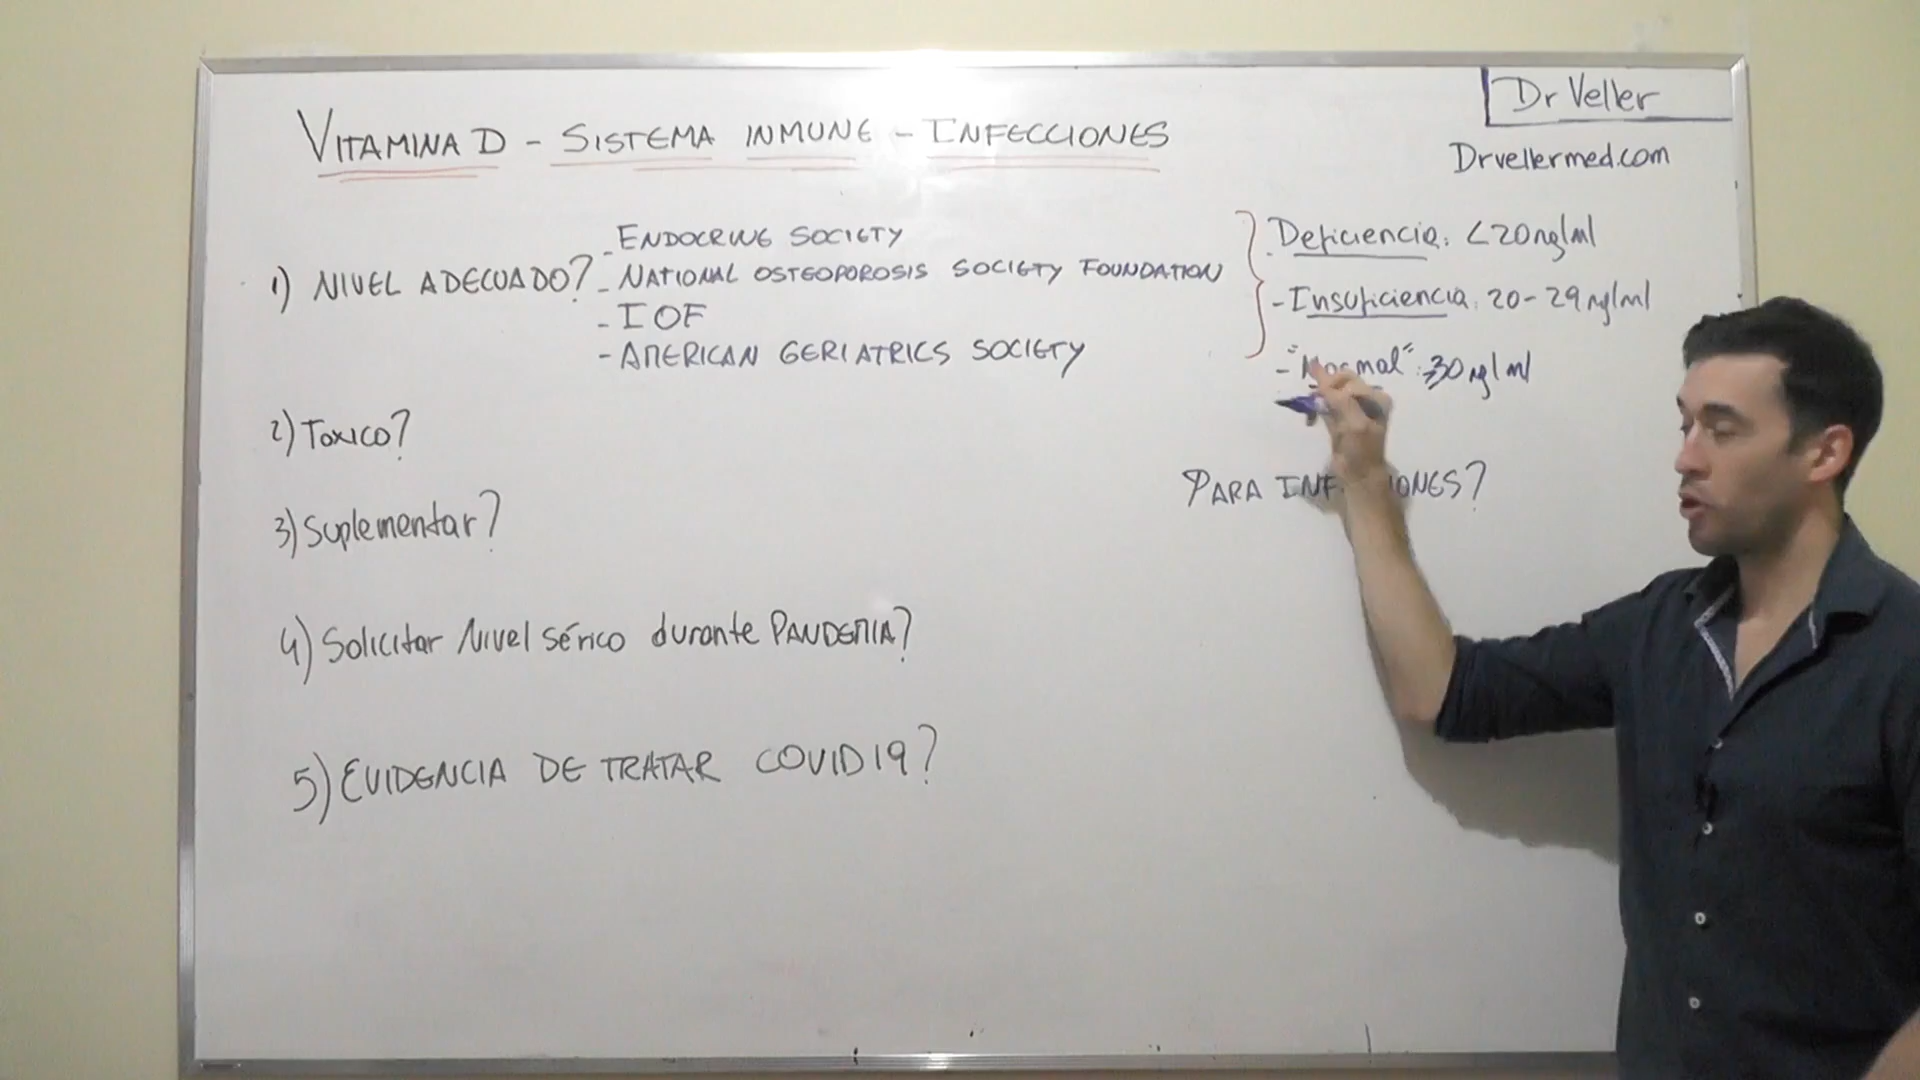 Dr Veller
Drvellermed.com
VITAMINA D - SISTEMA INMUNE - INFECCIONES
1) NIVEL ADECUADO?
- ENDOCRINE SOCIETY
- NATIONAL OSTEOPOROSIS SOCIETY FOUNDATION
- IOF
- AMERICAN GERIATRICS SOCIETY
- Deficiencia: <20ng/ml
- Insuficiencia: 20-29ng/ml
- "Normal": ≥30ng/ml
PARA INFECCIONES?
2) Toxico?
3) Suplementar?
4) Solicitar Nivel sérico durante PANDEMIA?
5) EVIDENCIA DE TRATAR COVID19?